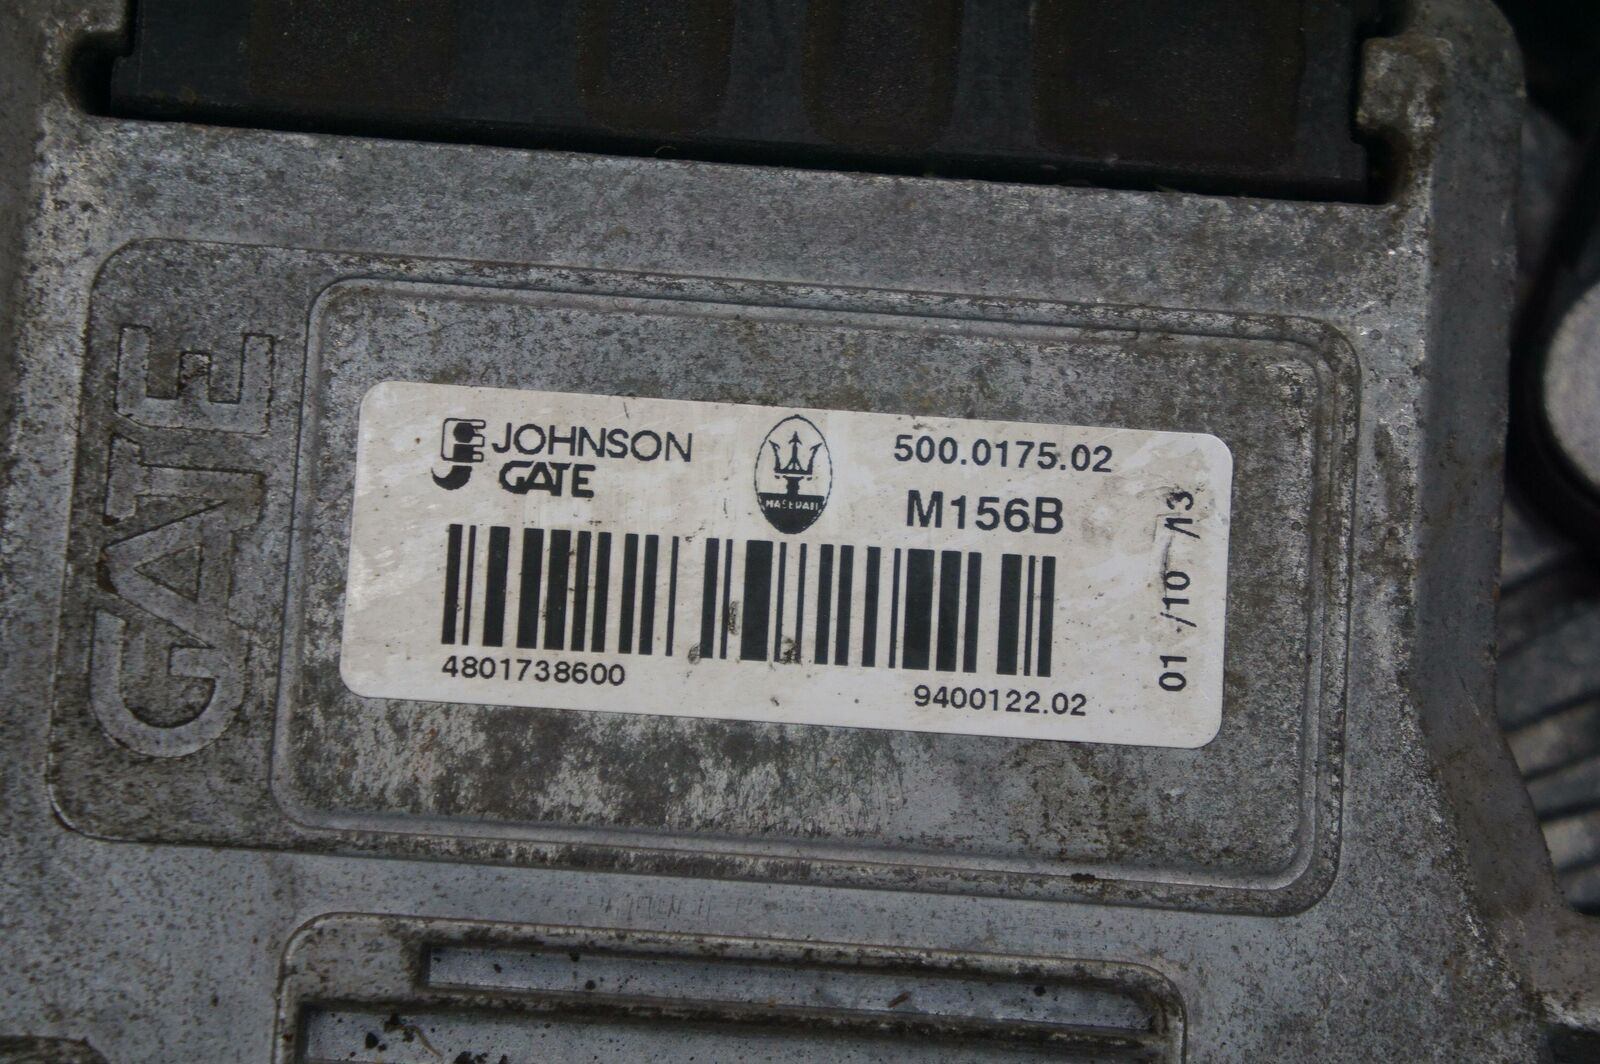 GATE
JOHNSON
GATE
MASERATI
500.0175.02
M156B
01 /10 /13
4801738600
9400122.02